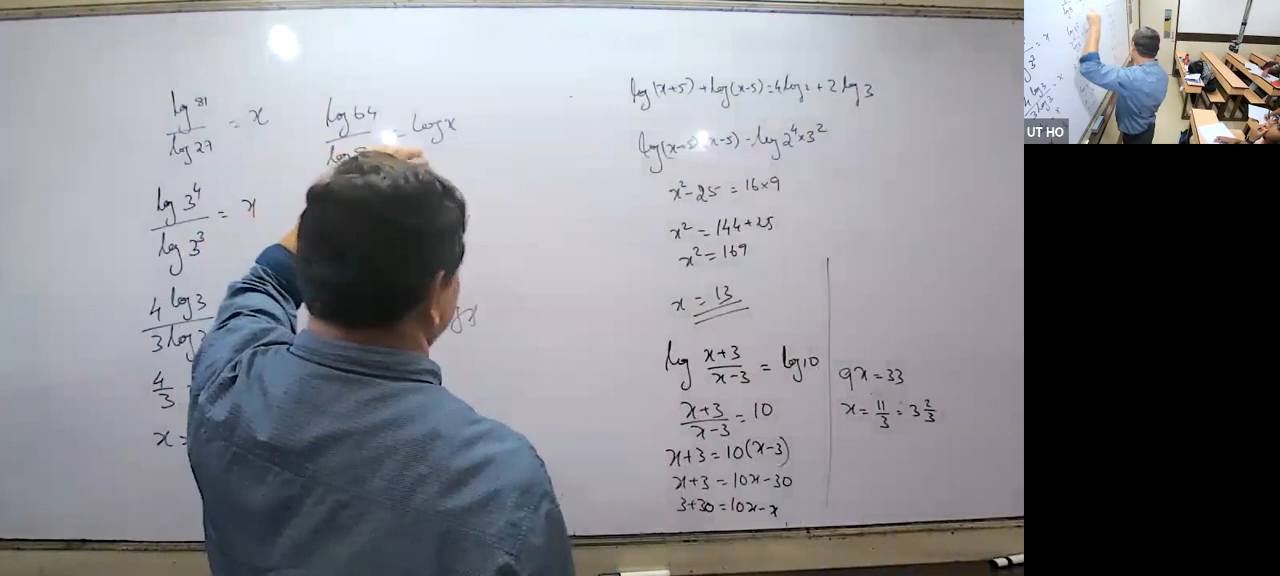 log 81 / log 27 = x
log 3⁴ / log 3³ = x
4 log 3 / 3 log
4/3
x =
log 64 / log = log x
log (x+5) + log (x-5) = 4 log 2 + 2 log 3
log 2⁴ × 3²
x² - 25 = 16 × 9
x² = 144 + 25
x² = 169
x = 13
log (x+3)/(x-3) = log 10
(x+3)/(x-3) = 10
x+3 = 10(x-3)
x+3 = 10x - 30
3+30 = 10x - x
9x = 33
x = 11/3 = 3 2/3
UT HO